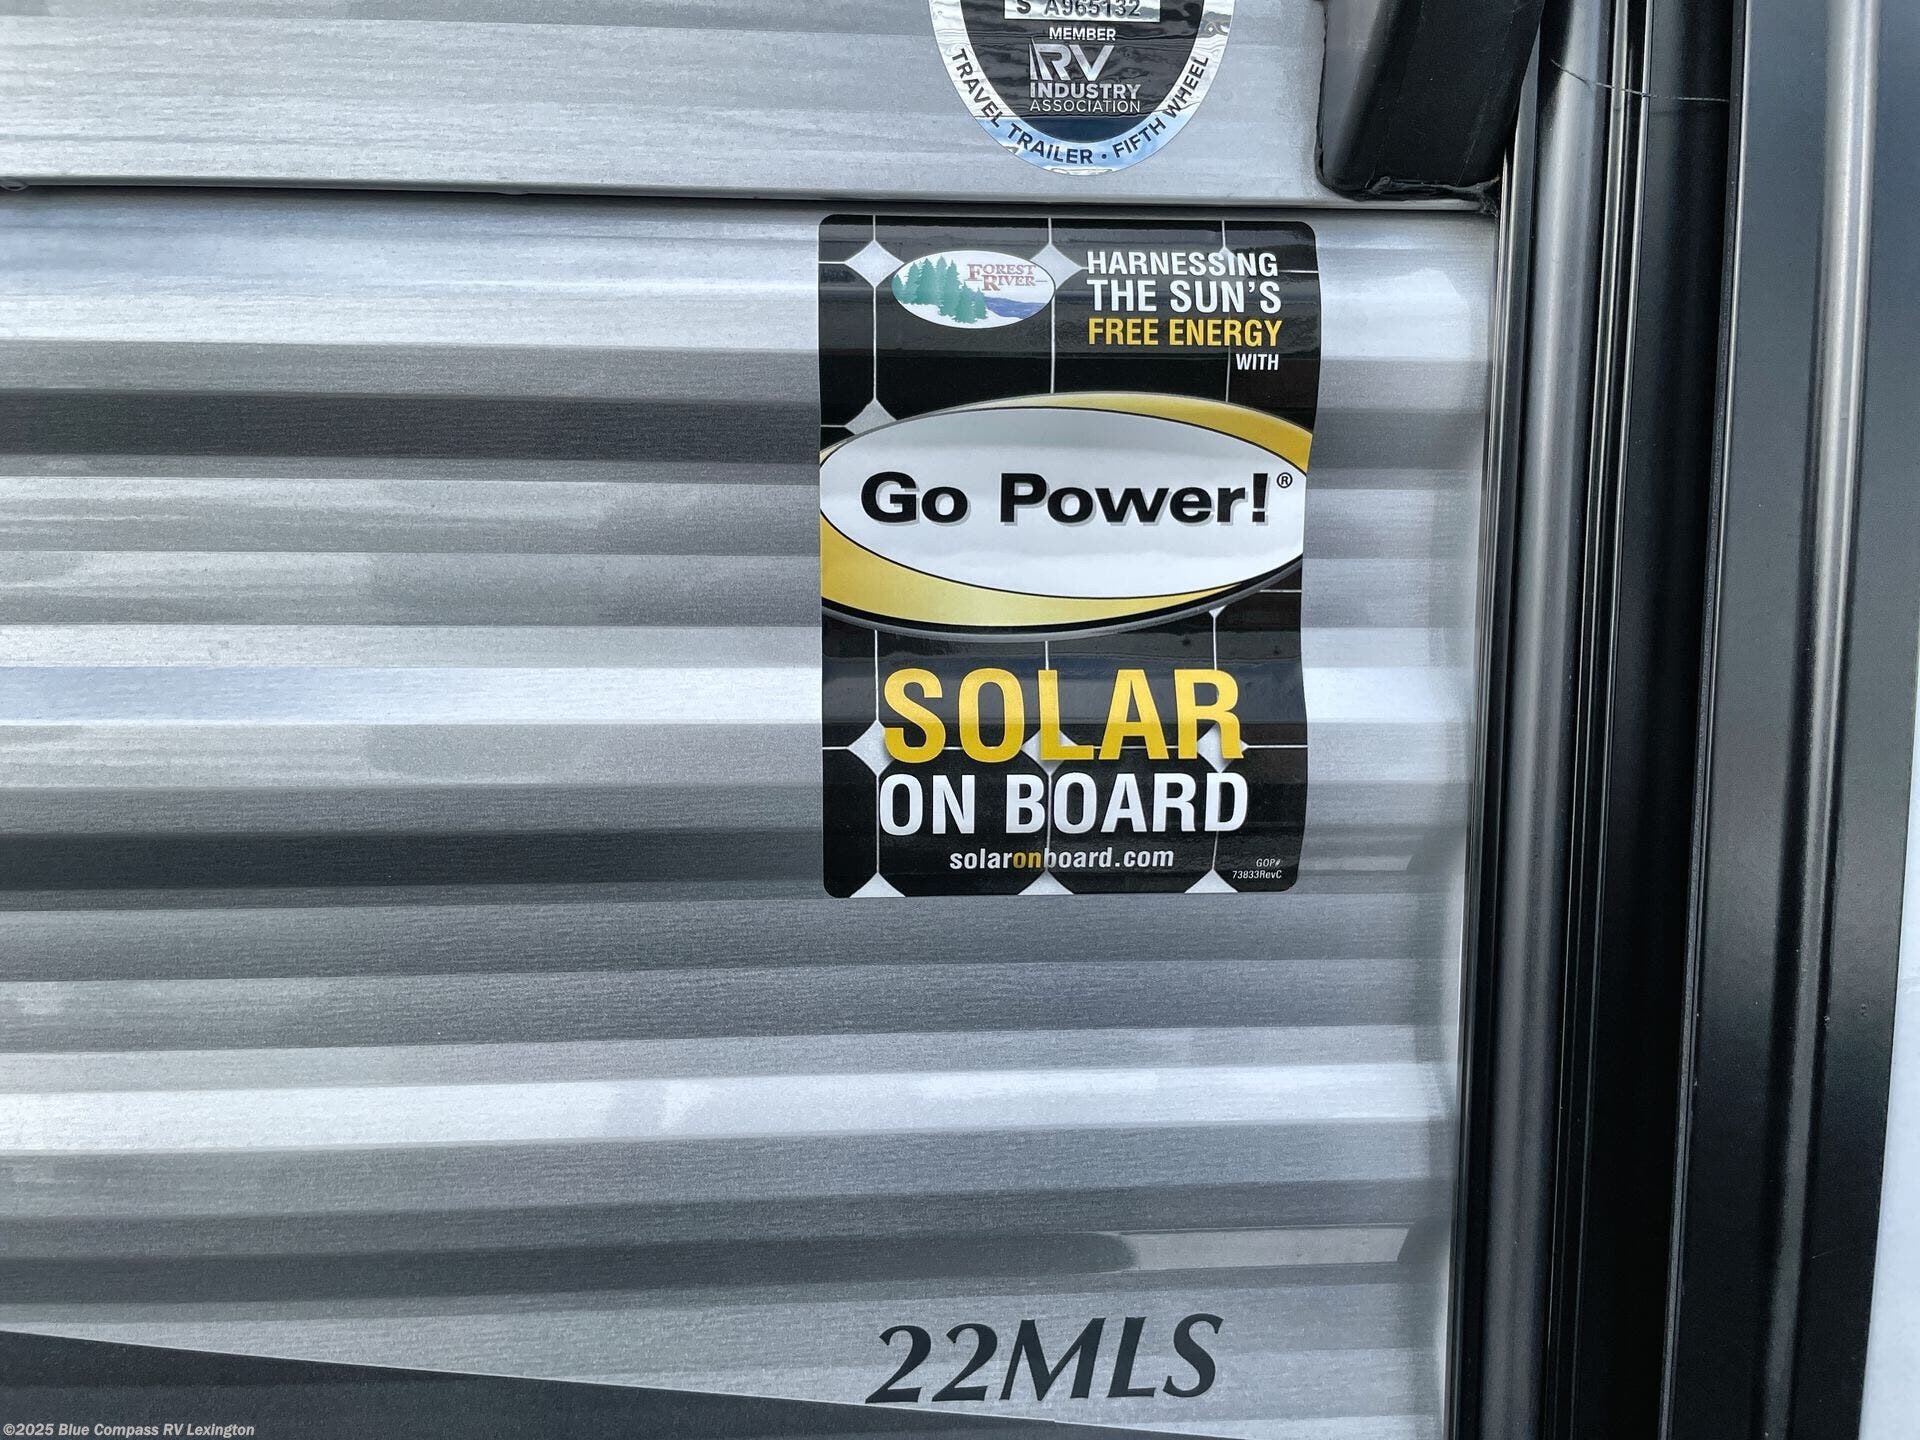 S A965132
MEMBER
RV
INDUSTRY
ASSOCIATION
TRAVEL TRAILER • FIFTH WHEEL
FOREST
RIVER
HARNESSING
THE SUN'S
FREE ENERGY
WITH
Go Power!®
SOLAR
ON BOARD
solaronboard.com
GOP#
73833RevC
22MLS
©2025 Blue Compass RV Lexington